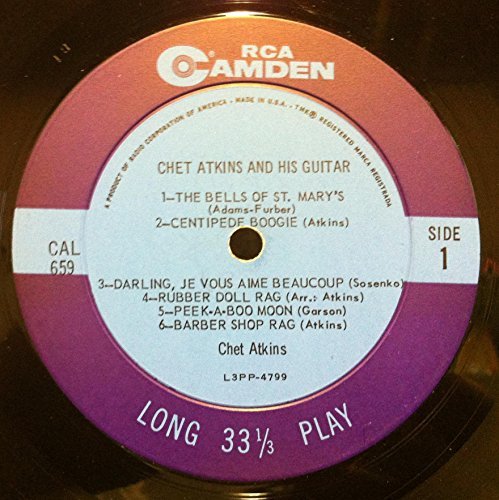 RCA
CAMDEN
A PRODUCT OF RADIO CORPORATION OF AMERICA - MADE IN U.S.A. - TMK ® REGISTERED MARCA REGISTRADA
CHET ATKINS AND HIS GUITAR
1—THE BELLS OF ST. MARY'S
(Adams-Furber)
2—CENTIPEDE BOOGIE (Atkins)
CAL
659
SIDE
1
3—DARLING, JE VOUS AIME BEAUCOUP (Sosenko)
4—RUBBER DOLL RAG (Arr.: Atkins)
5—PEEK-A-BOO MOON (Garson)
6—BARBER SHOP RAG (Atkins)
Chet Atkins
L3PP-4799
LONG 33⅓ PLAY